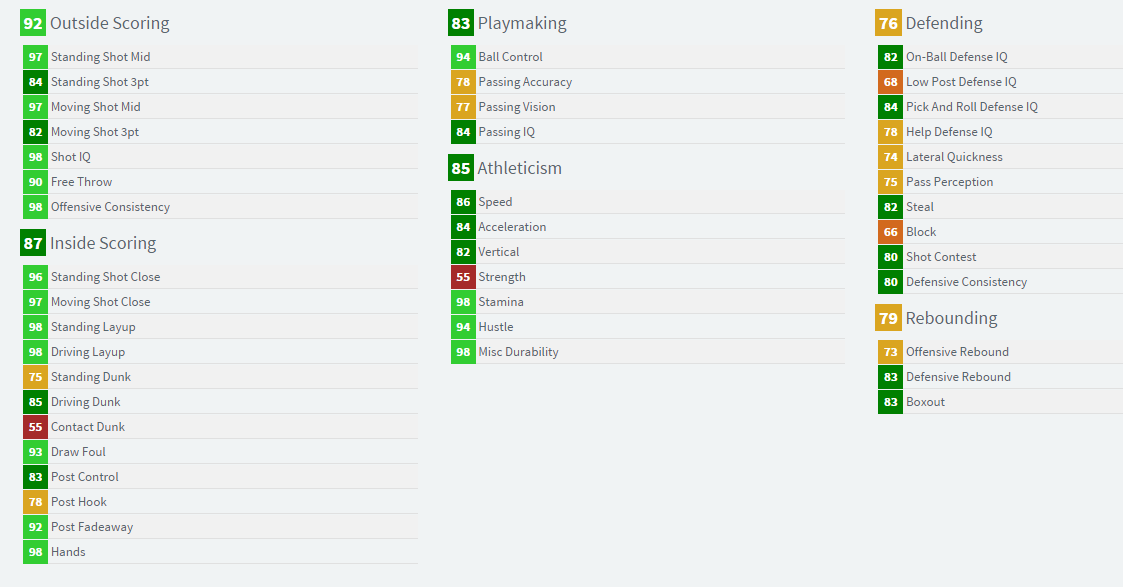 92 Outside Scoring
97 Standing Shot Mid
84 Standing Shot 3pt
97 Moving Shot Mid
82 Moving Shot 3pt
98 Shot IQ
90 Free Throw
98 Offensive Consistency
87 Inside Scoring
96 Standing Shot Close
97 Moving Shot Close
98 Standing Layup
98 Driving Layup
75 Standing Dunk
85 Driving Dunk
55 Contact Dunk
93 Draw Foul
83 Post Control
78 Post Hook
92 Post Fadeaway
98 Hands
83 Playmaking
94 Ball Control
78 Passing Accuracy
77 Passing Vision
84 Passing IQ
85 Athleticism
86 Speed
84 Acceleration
82 Vertical
55 Strength
98 Stamina
94 Hustle
98 Misc Durability
76 Defending
82 On-Ball Defense IQ
68 Low Post Defense IQ
84 Pick And Roll Defense IQ
78 Help Defense IQ
74 Lateral Quickness
75 Pass Perception
82 Steal
66 Block
80 Shot Contest
80 Defensive Consistency
79 Rebounding
73 Offensive Rebound
83 Defensive Rebound
83 Boxout